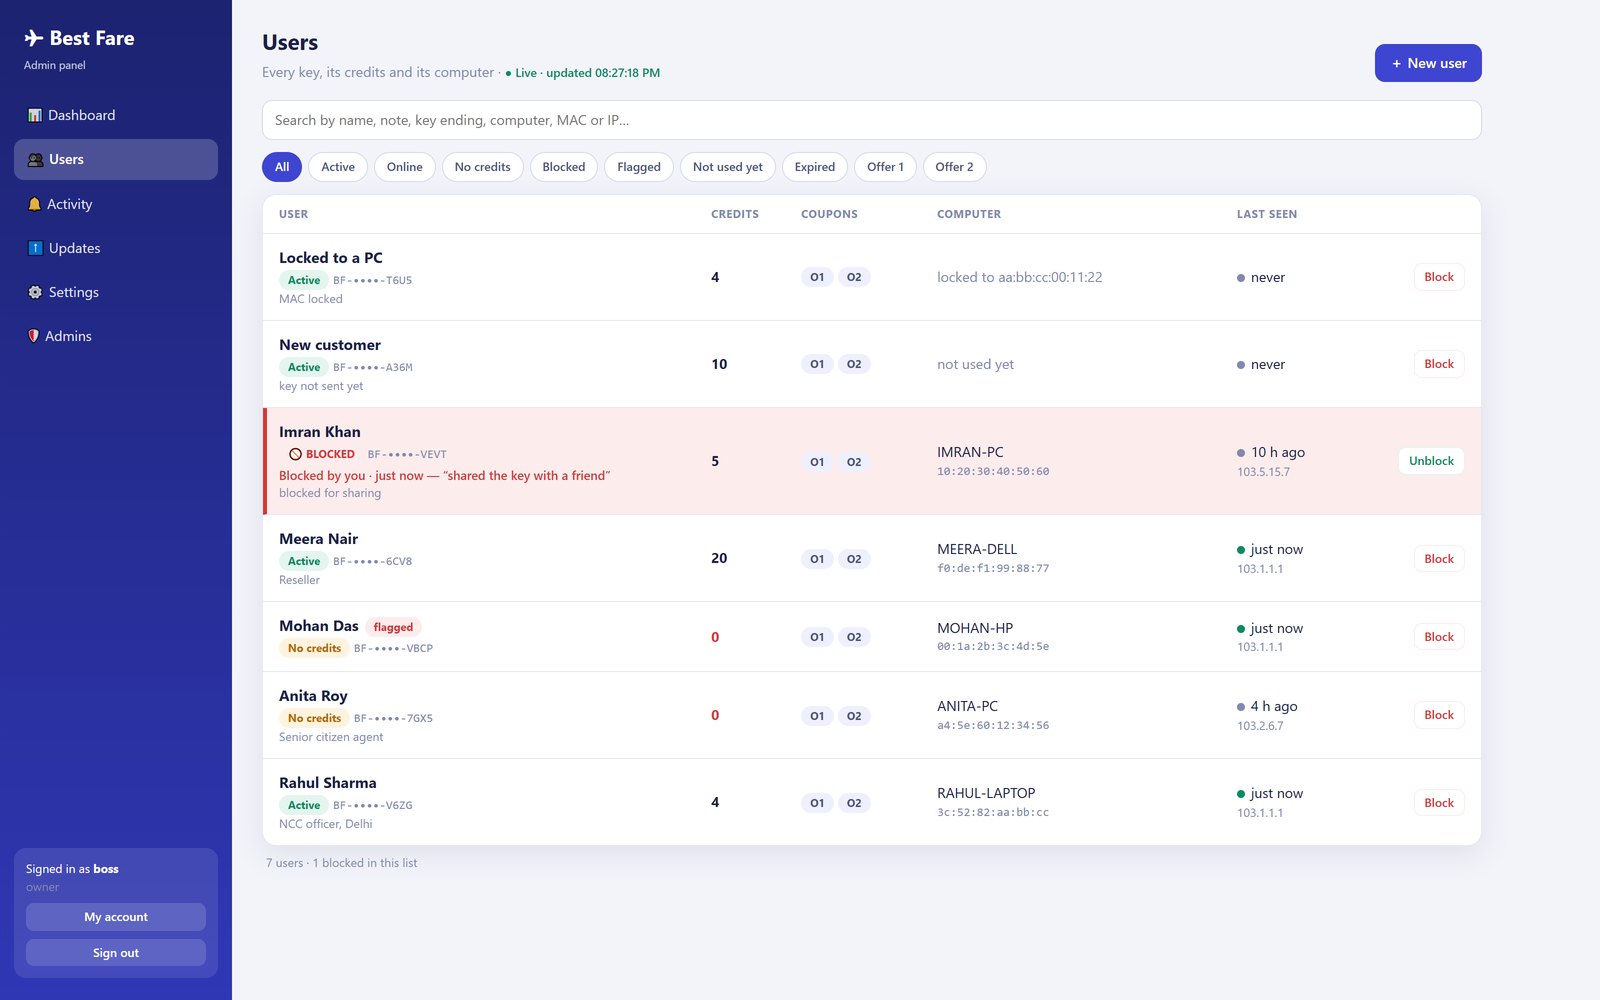 ✈ Best Fare
Admin panel
Dashboard
Users
Activity
Updates
Settings
Admins
Signed in as boss
owner
My account
Sign out
Users
Every key, its credits and its computer · ● Live · updated 08:27:18 PM
+ New user
Search by name, note, key ending, computer, MAC or IP...
All Active Online No credits Blocked Flagged Not used yet Expired Offer 1 Offer 2
USER CREDITS COUPONS COMPUTER LAST SEEN
Locked to a PC
Active BF-••••-T6U5
MAC locked
4 O1 O2 locked to aa:bb:cc:00:11:22 never Block
New customer
Active BF-••••-A36M
key not sent yet
10 O1 O2 not used yet never Block
Imran Khan
BLOCKED BF-••••-VEVT
Blocked by you · just now — “shared the key with a friend”
blocked for sharing
5 O1 O2 IMRAN-PC 10 h ago Unblock
10:20:30:40:50:60 103.5.15.7
Meera Nair
Active BF-••••-6CV8
Reseller
20 O1 O2 MEERA-DELL just now Block
f0:de:f1:99:88:77 103.1.1.1
Mohan Das flagged
No credits BF-••••-VBCP
0 O1 O2 MOHAN-HP just now Block
00:1a:2b:3c:4d:5e 103.1.1.1
Anita Roy
No credits BF-••••-7GX5
Senior citizen agent
0 O1 O2 ANITA-PC 4 h ago Block
a4:5e:60:12:34:56 103.2.6.7
Rahul Sharma
Active BF-••••-V6ZG
NCC officer, Delhi
4 O1 O2 RAHUL-LAPTOP just now Block
3c:52:82:aa:bb:cc 103.1.1.1
7 users · 1 blocked in this list